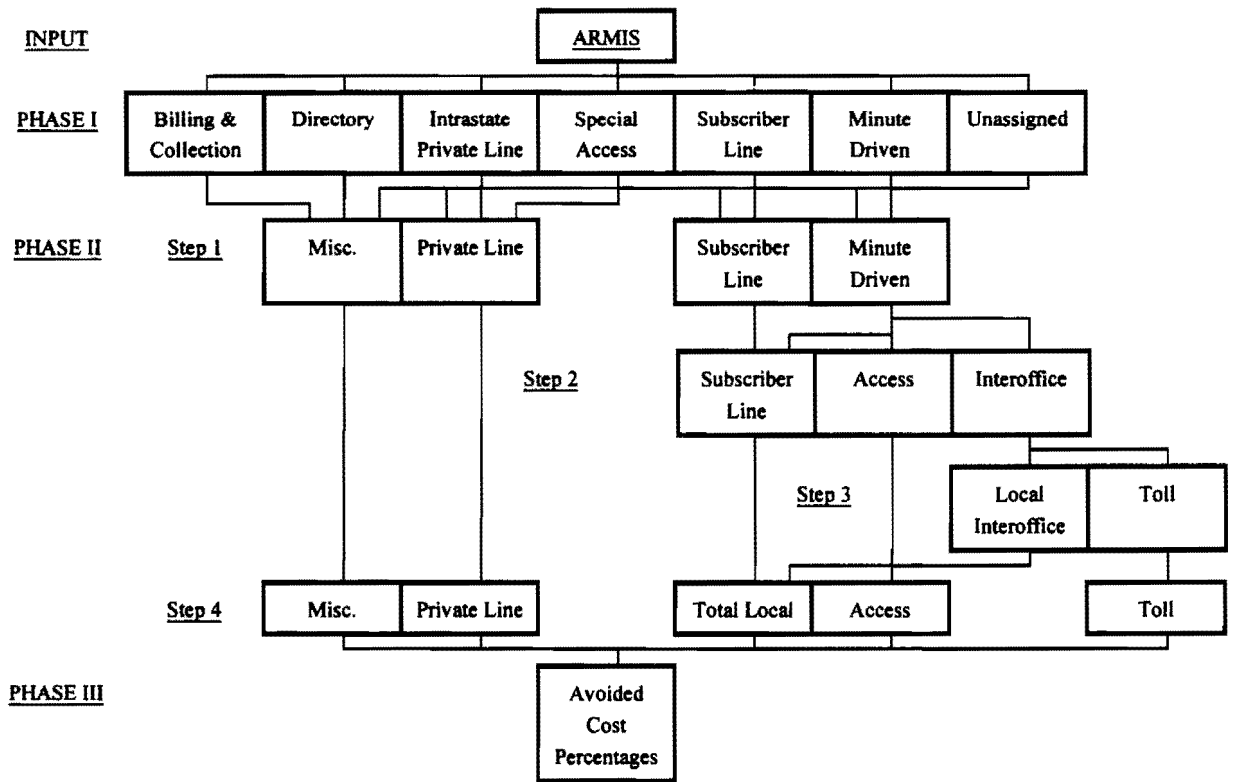 INPUT
ARMIS
PHASE I
Billing &
Collection
Directory
Intrastate
Private Line
Special
Access
Subscriber
Line
Minute
Driven
Unassigned
PHASE II
Step 1
Misc.
Private Line
Subscriber
Line
Minute
Driven
Step 2
Subscriber
Line
Access
Interoffice
Step 3
Local
Interoffice
Toll
Step 4
Misc.
Private Line
Total Local
Access
Toll
PHASE III
Avoided
Cost
Percentages